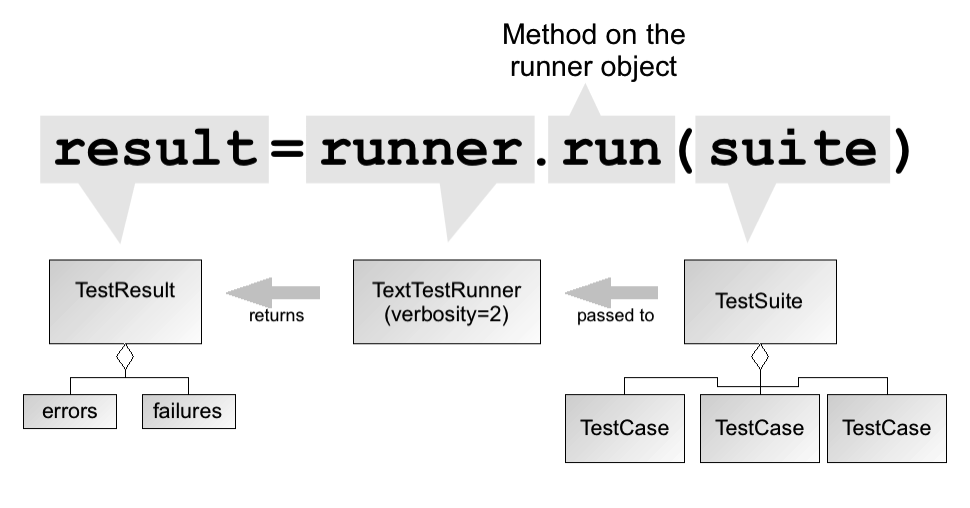 Method on the
runner object
result=runner.run(suite)
TestResult
returns
TextTestRunner
(verbosity=2)
passed to
TestSuite
errors
failures
TestCase
TestCase
TestCase